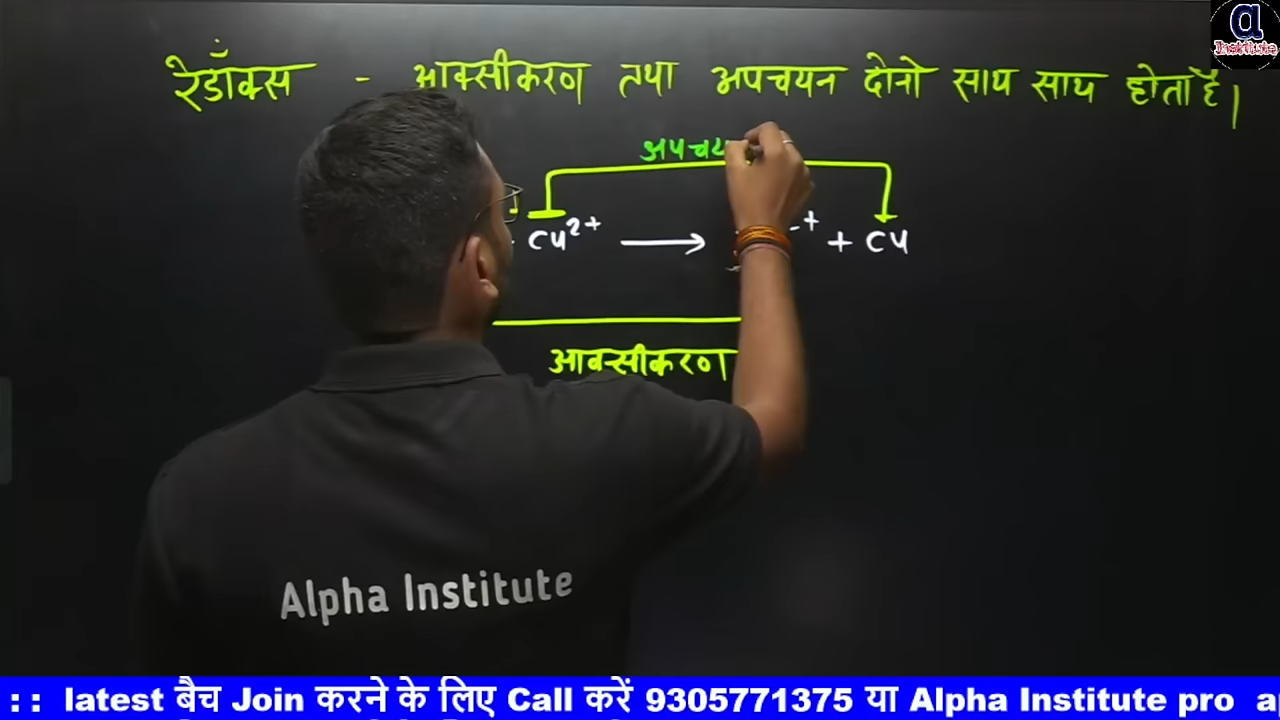 α
Institute
रेडॉक्स - आक्सीकरण तथा अपचयन दोनो साथ साथ होता है।
अपचय
Cu²⁺ ⟶ ⁺ + Cu
आक्सीकरण
Alpha Institute
:: latest बैच Join करने के लिए Call करें 9305771375 या Alpha Institute pro a